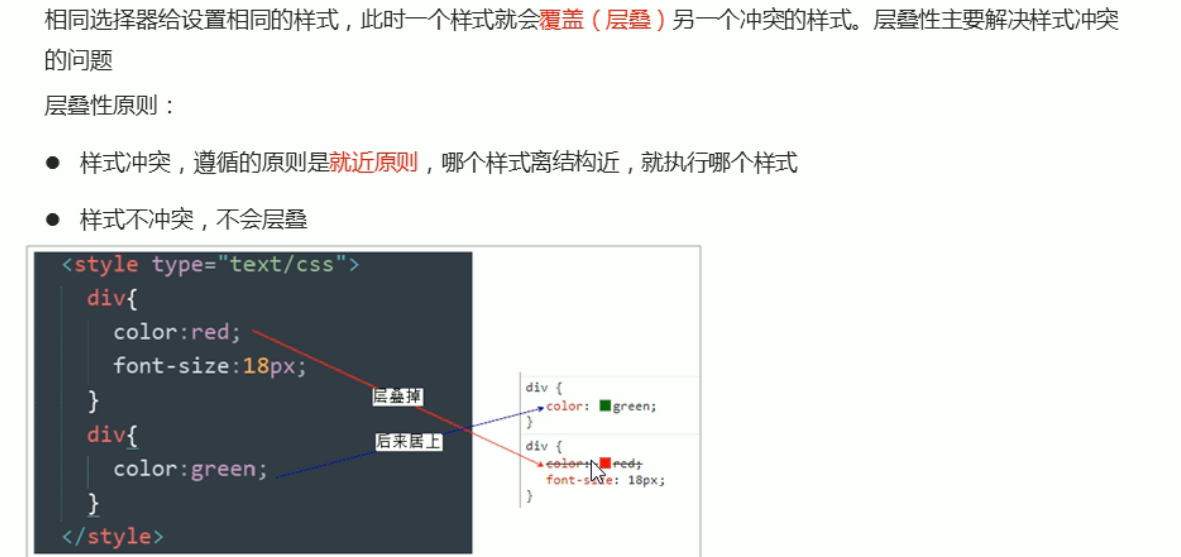 相同选择器给设置相同的样式，此时一个样式就会覆盖（层叠）另一个冲突的样式。层叠性主要解决样式冲突
的问题
层叠性原则：
● 样式冲突，遵循的原则是就近原则，哪个样式离结构近，就执行哪个样式
● 样式不冲突，不会层叠
<style type="text/css">
div{
color:red;
font-size:18px;
}
div{
color:green;
}
</style>
层叠掉
后来居上
div {
color: green;
}
div {
color: red;
font-size: 18px;
}